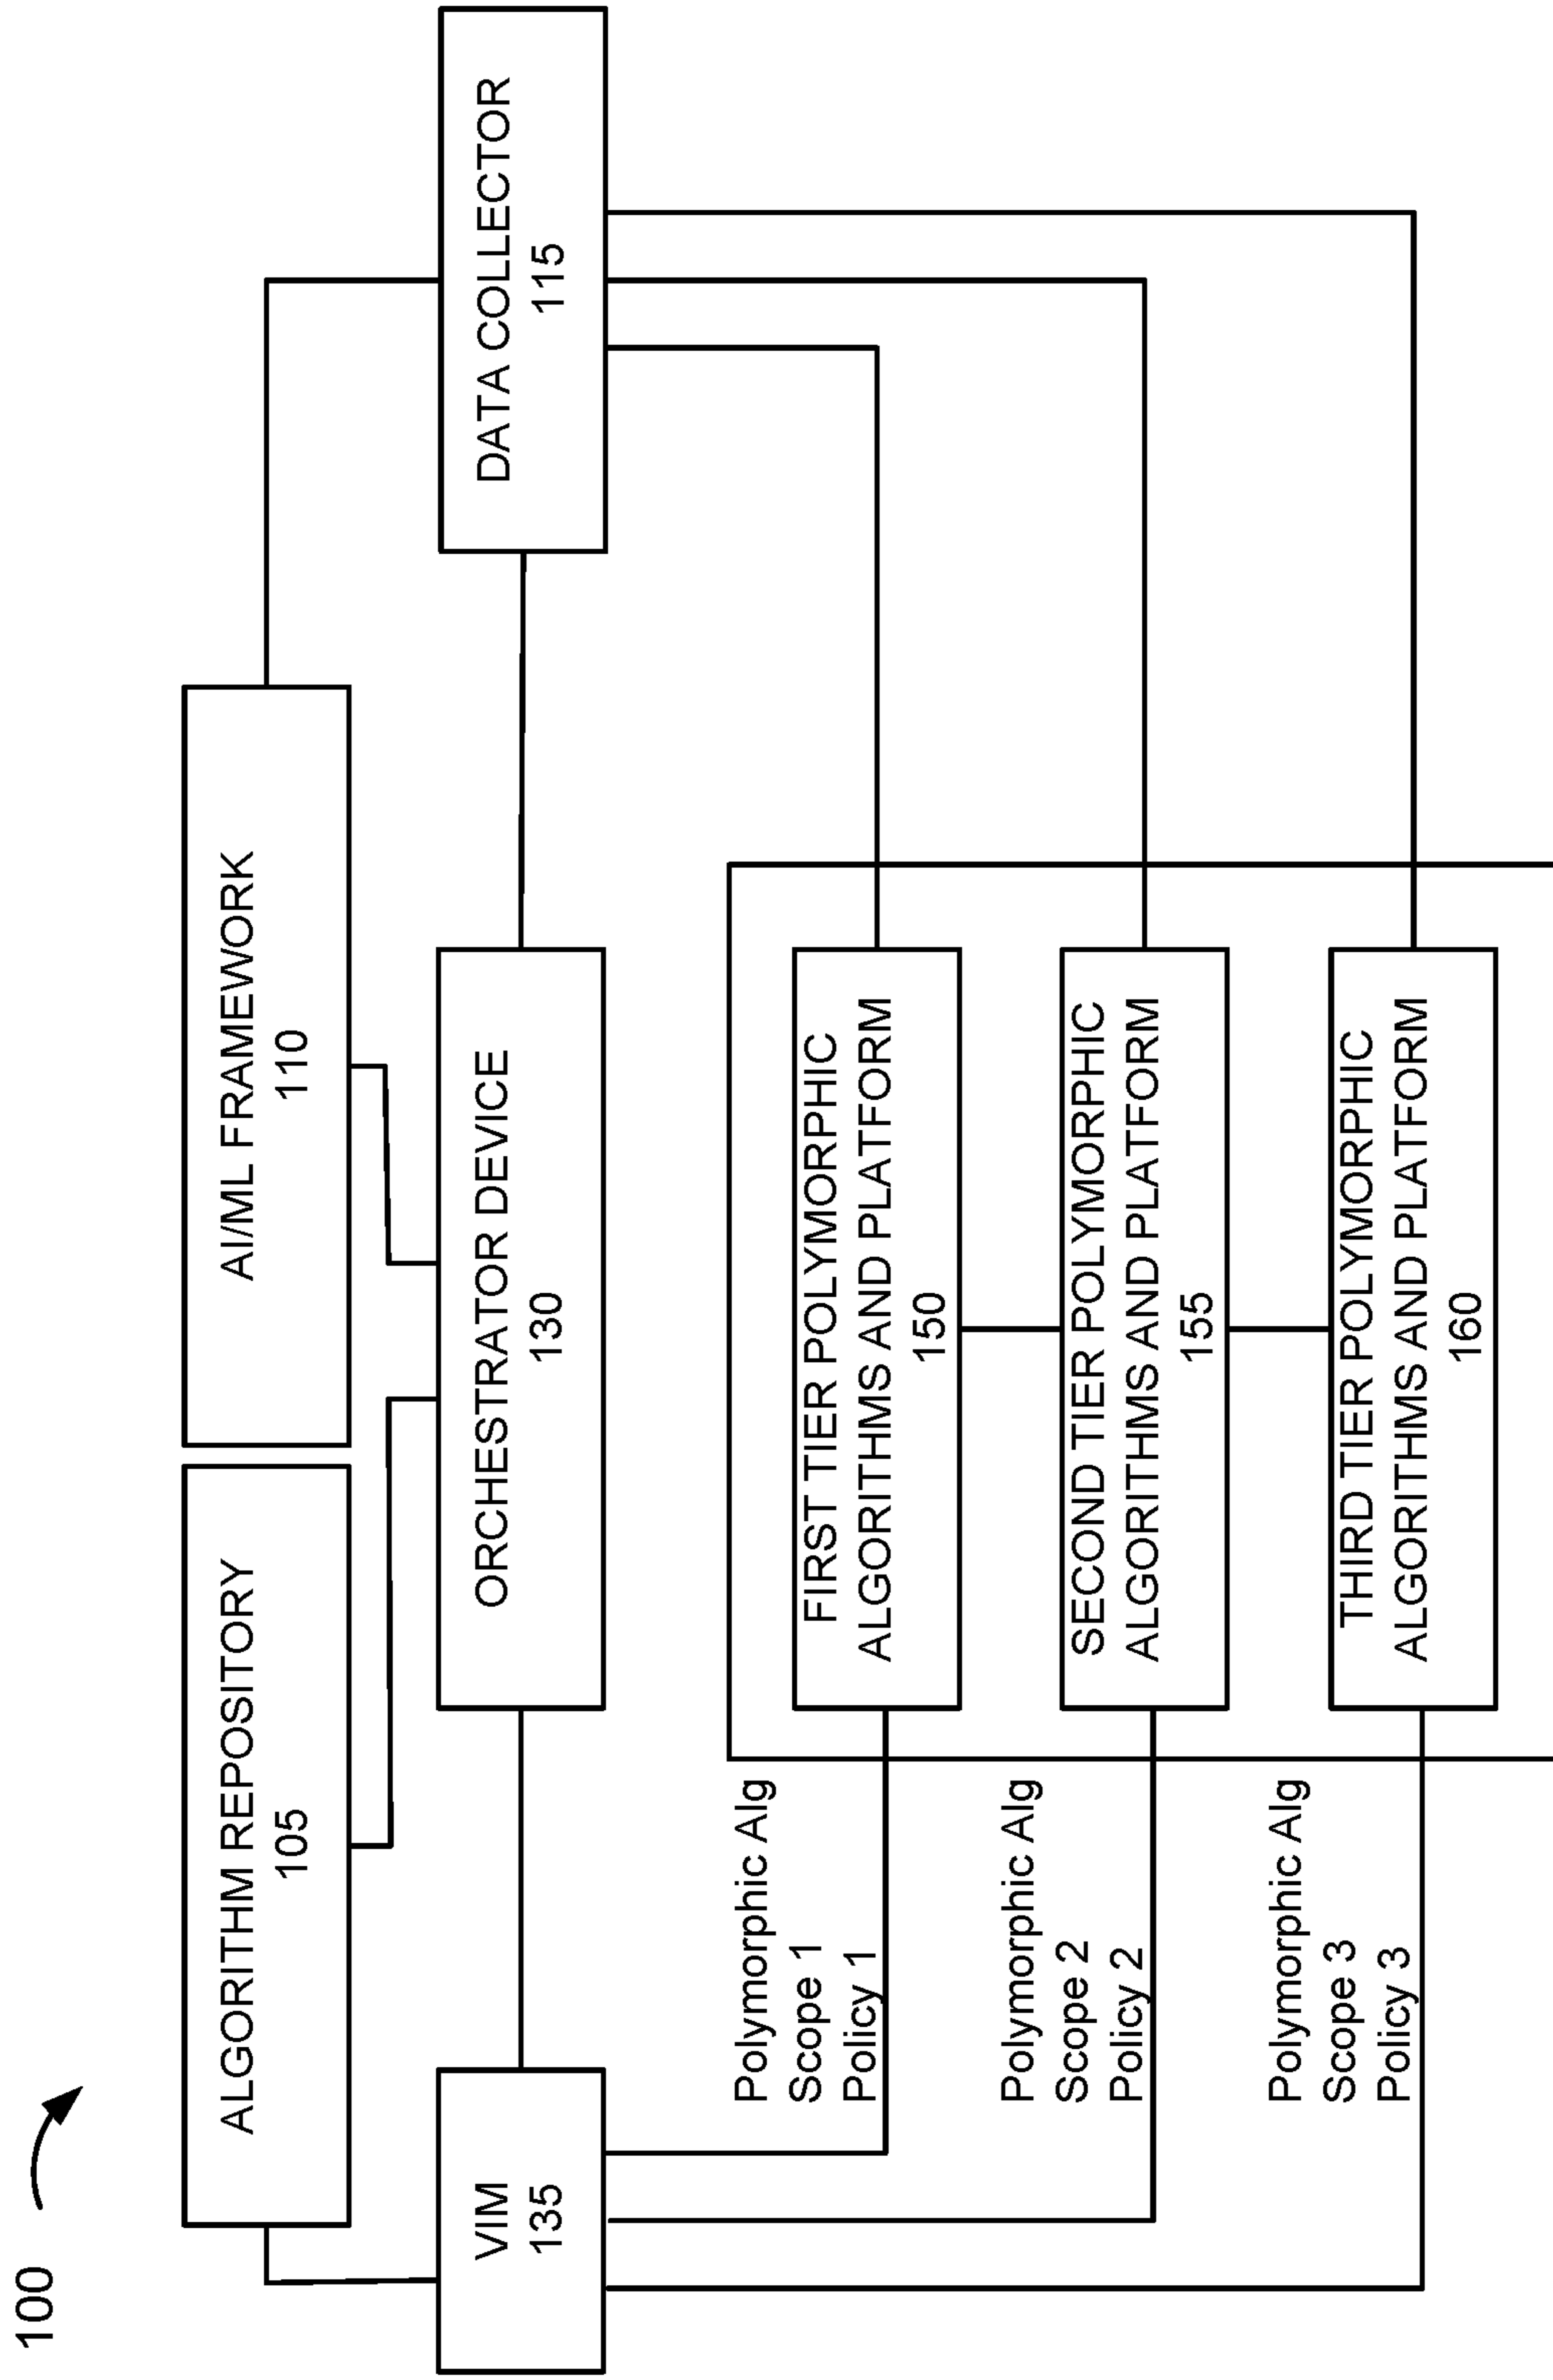 100
ALGORITHM REPOSITORY
105
AI/ML FRAMEWORK
110
VIM
135
ORCHESTRATOR DEVICE
130
DATA COLLECTOR
115
Polymorphic Alg
Scope 1
Policy 1
FIRST TIER POLYMORPHIC
ALGORITHMS AND PLATFORM
150
Polymorphic Alg
Scope 2
Policy 2
SECOND TIER POLYMORPHIC
ALGORITHMS AND PLATFORM
155
Polymorphic Alg
Scope 3
Policy 3
THIRD TIER POLYMORPHIC
ALGORITHMS AND PLATFORM
160